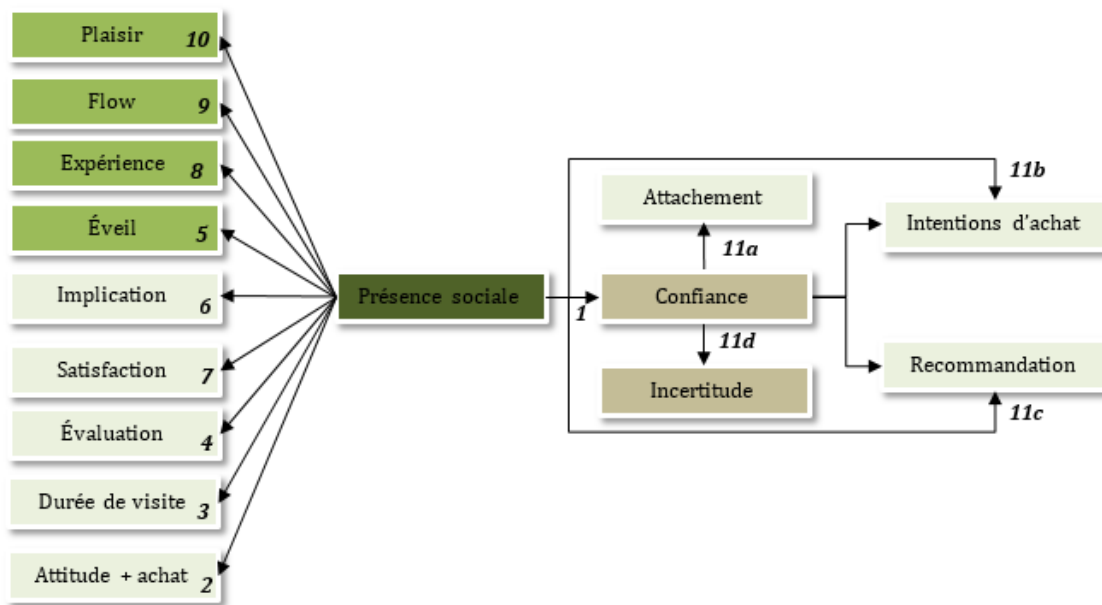 Plaisir 10
Flow 9
Expérience 8
Éveil 5
Implication 6
Satisfaction 7
Évaluation 4
Durée de visite 3
Attitude + achat 2
Présence sociale
1
Attachement
11a
Confiance
11d
Incertitude
11b
Intentions d'achat
Recommandation
11c